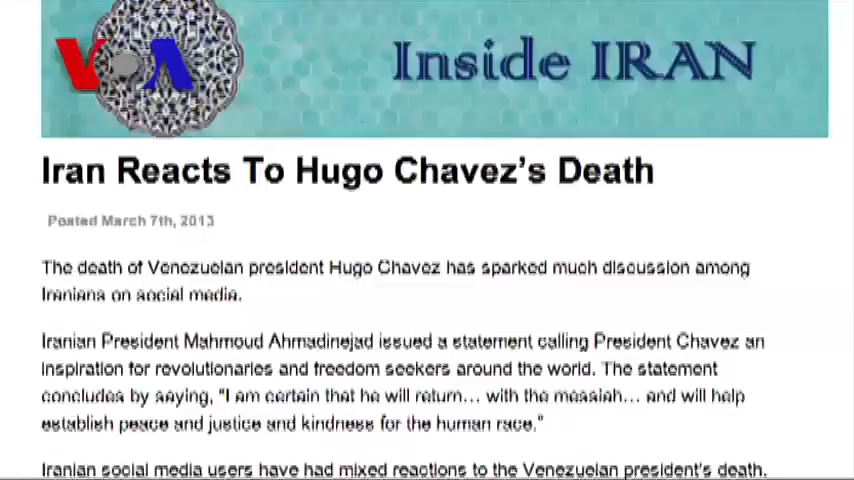 VOA
Inside IRAN
Iran Reacts To Hugo Chavez's Death
Posted March 7th, 2013
The death of Venezuelan president Hugo Chavez has sparked much discussion among
Iranians on social media.
Iranian President Mahmoud Ahmadinejad issued a statement calling President Chavez an
inspiration for revolutionaries and freedom seekers around the world. The statement
concludes by saying, "I am certain that he will return... with the messiah... and will help
establish peace and justice and kindness for the human race."
Iranian social media users have had mixed reactions to the Venezuelan president's death.